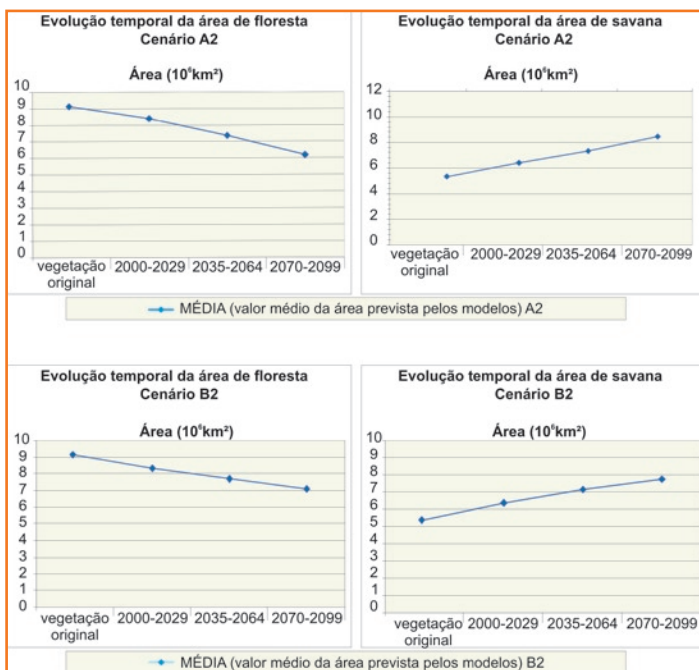 Evolução temporal da área de floresta
Cenário A2
Área (10⁶km²)
10
9
8
7
6
5
4
3
2
1
0
vegetação original
2000-2029
2035-2064
2070-2099
Evolução temporal da área de savana
Cenário A2
Área (10⁶km²)
12
10
8
6
4
2
0
vegetação original
2000-2029
2035-2064
2070-2099
MÉDIA (valor médio da área prevista pelos modelos) A2
Evolução temporal da área de floresta
Cenário B2
Área (10⁶km²)
10
9
8
7
6
5
4
3
2
1
0
vegetação original
2000-2029
2035-2064
2070-2099
Evolução temporal da área de savana
Cenário B2
Área (10⁶km²)
10
9
8
7
6
5
4
3
2
1
0
vegetação original
2000-2029
2035-2064
2070-2099
MÉDIA (valor médio da área prevista pelos modelos) B2